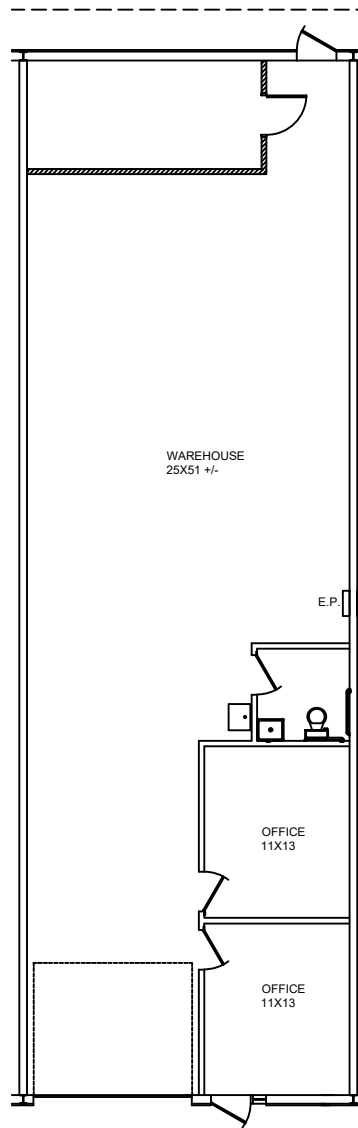 WAREHOUSE
25X51 +/-
E.P.
OFFICE
11X13
OFFICE
11X13